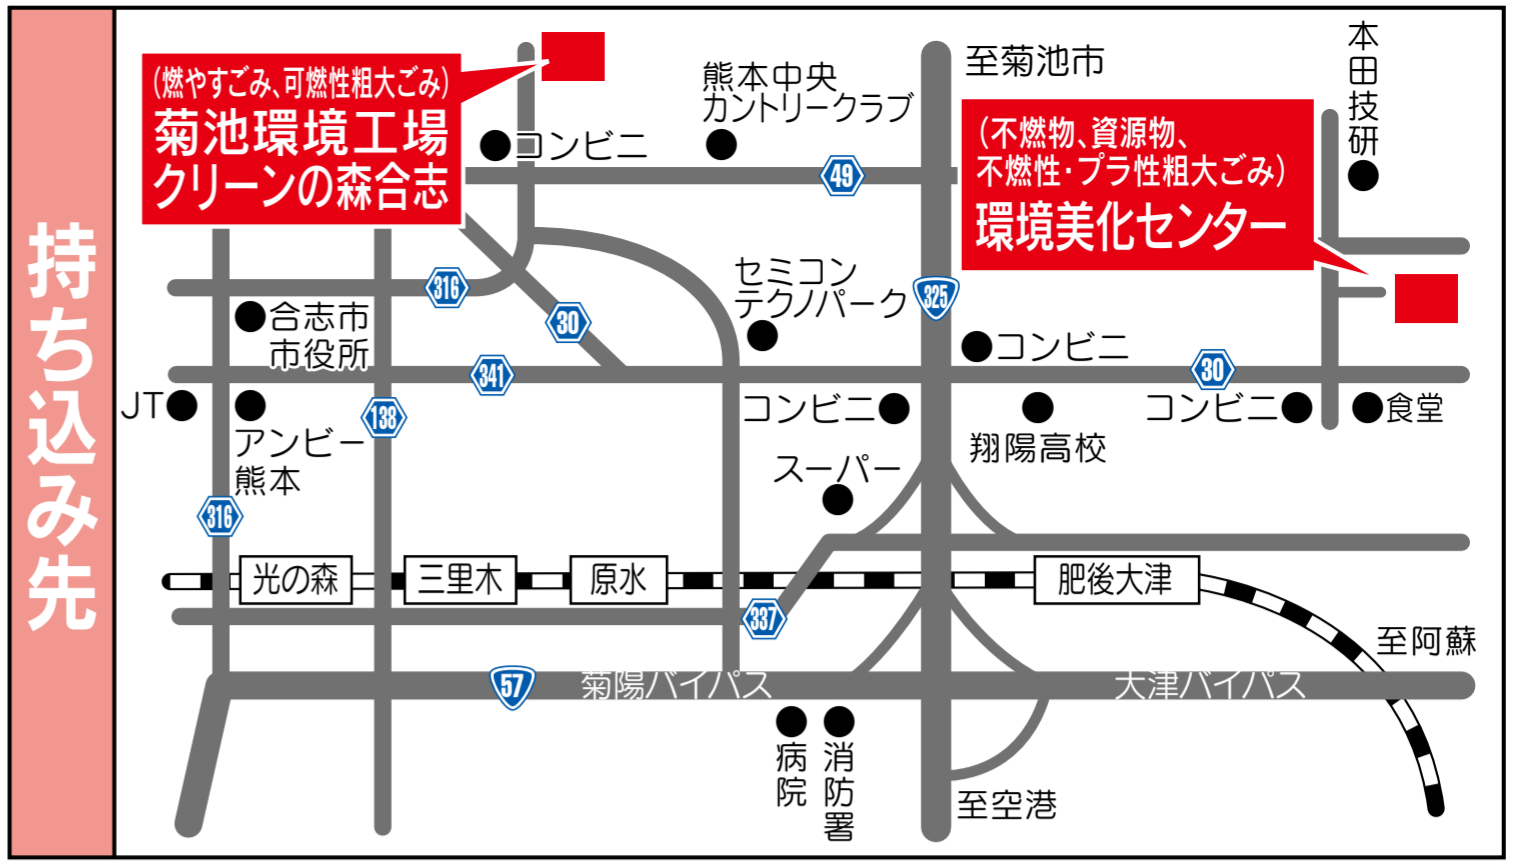 持ち込み先
(燃やすごみ、可燃性粗大ごみ)
菊池環境工場
クリーンの森合志
コンビニ
熊本中央
カントリークラブ
至菊池市
本田技研
49
(不燃物、資源物、
不燃性・プラ性粗大ごみ)
環境美化センター
316
30
セミコン
テクノパーク
325
合志市
市役所
341
コンビニ
30
JT
アンビー
熊本
138
コンビニ
翔陽高校
コンビニ
食堂
スーパー
316
光の森
三里木
原水
肥後大津
337
至阿蘇
57
菊陽バイパス
大津バイパス
病院
消防署
至空港